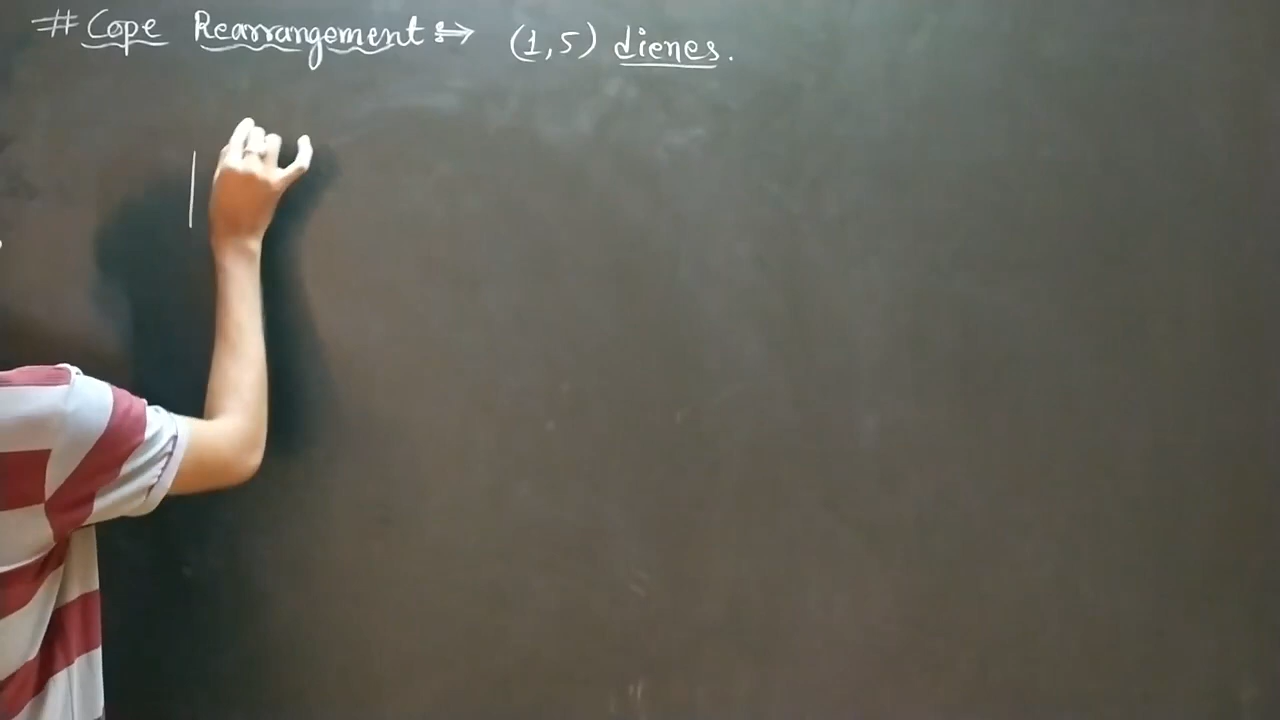 # Cope Rearrangement ⇒ (1,5) dienes.